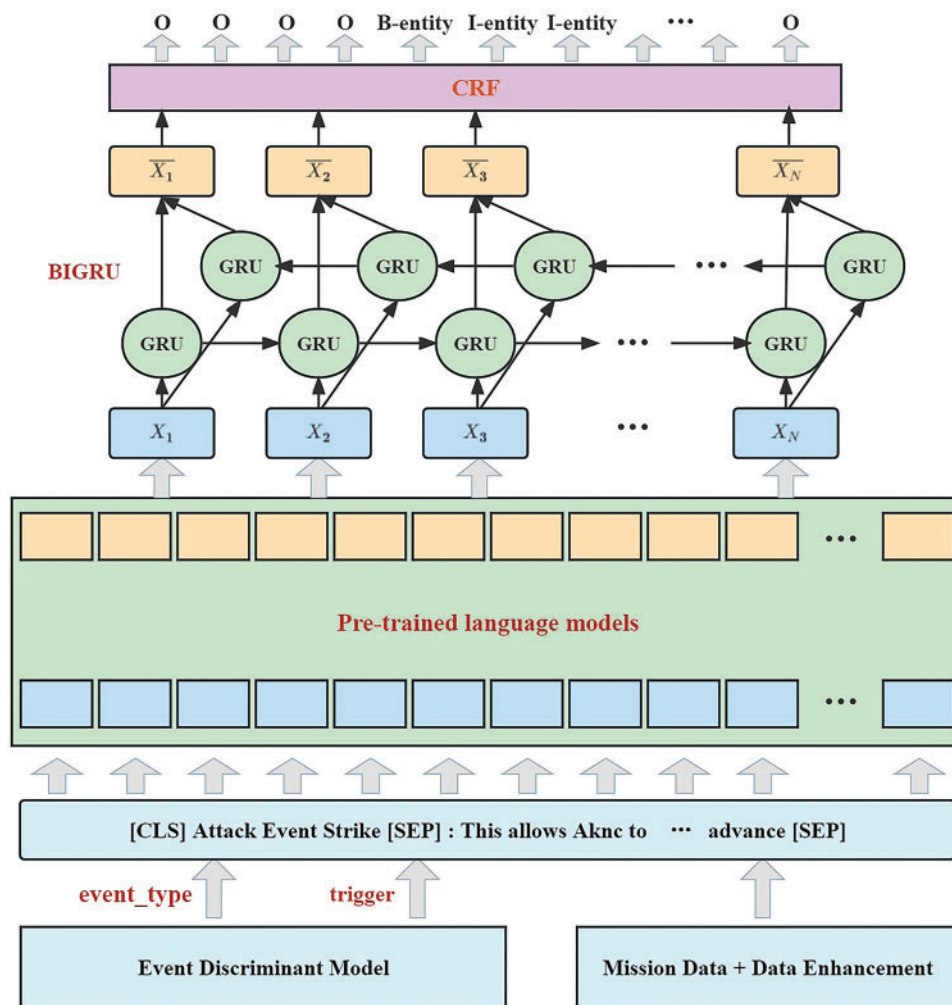 O O O O B-entity I-entity I-entity ••• O
CRF
X̅₁ X̅₂ X̅₃ X̅_N
GRU GRU GRU ••• GRU
BIGRU
GRU GRU GRU ••• GRU
X₁ X₂ X₃ ••• X_N
•••
Pre-trained language models
•••
[CLS] Attack Event Strike [SEP] : This allows Aknc to ••• advance [SEP]
event_type trigger
Event Discriminant Model Mission Data + Data Enhancement